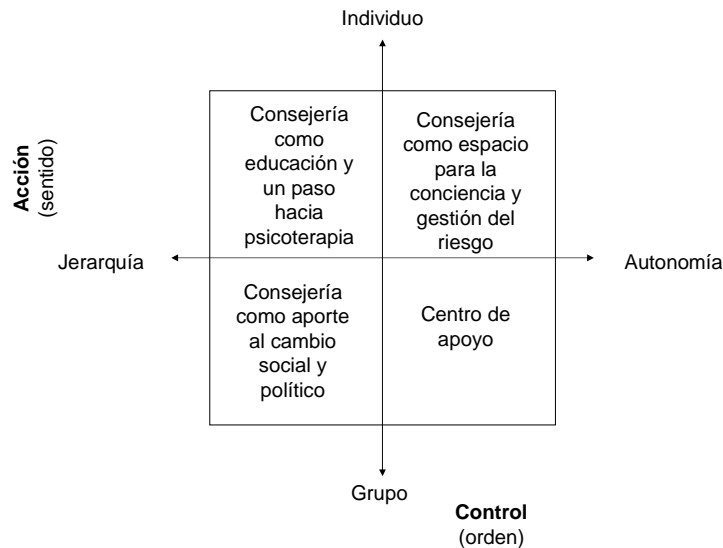 Individuo
Consejería
como
educación y
un paso
hacia
psicoterapia
Consejería
como espacio
para la
conciencia y
gestión del
riesgo
Acción
(sentido)
Jerarquía
Autonomía
Consejería
como aporte
al cambio
social y
político
Centro de
apoyo
Grupo
Control
(orden)